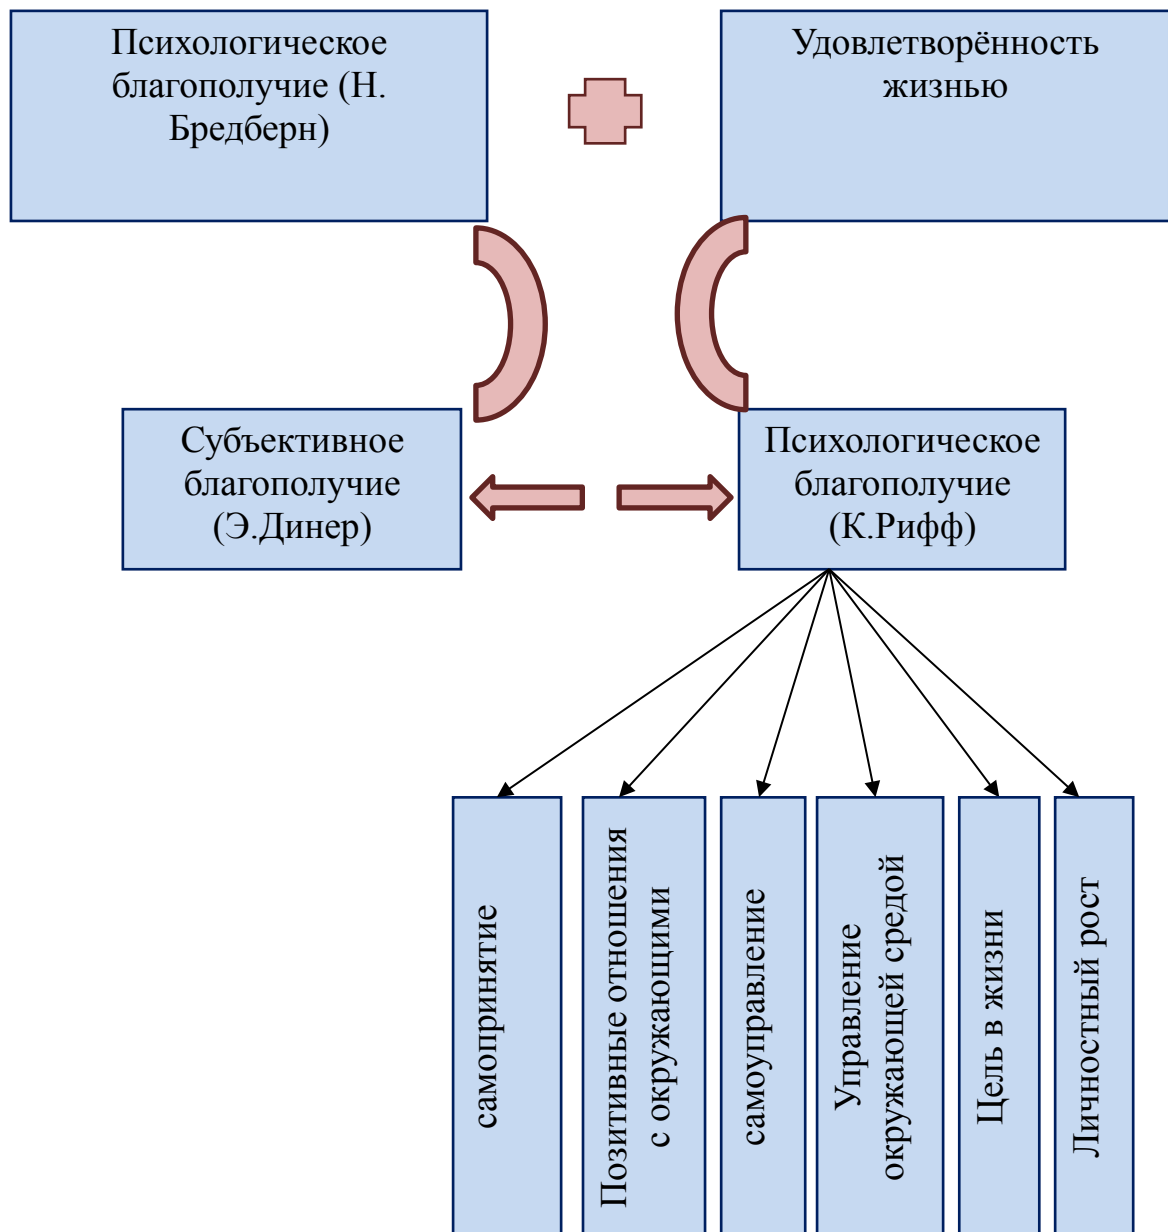 Психологическое
благополучие (Н.
Бредберн)
Удовлетворённость
жизнью
Субъективное
благополучие
(Э.Динер)
Психологическое
благополучие
(К.Рифф)
самопринятие
Позитивные отношения
с окружающими
самоуправление
Управление
окружающей средой
Цель в жизни
Личностный рост